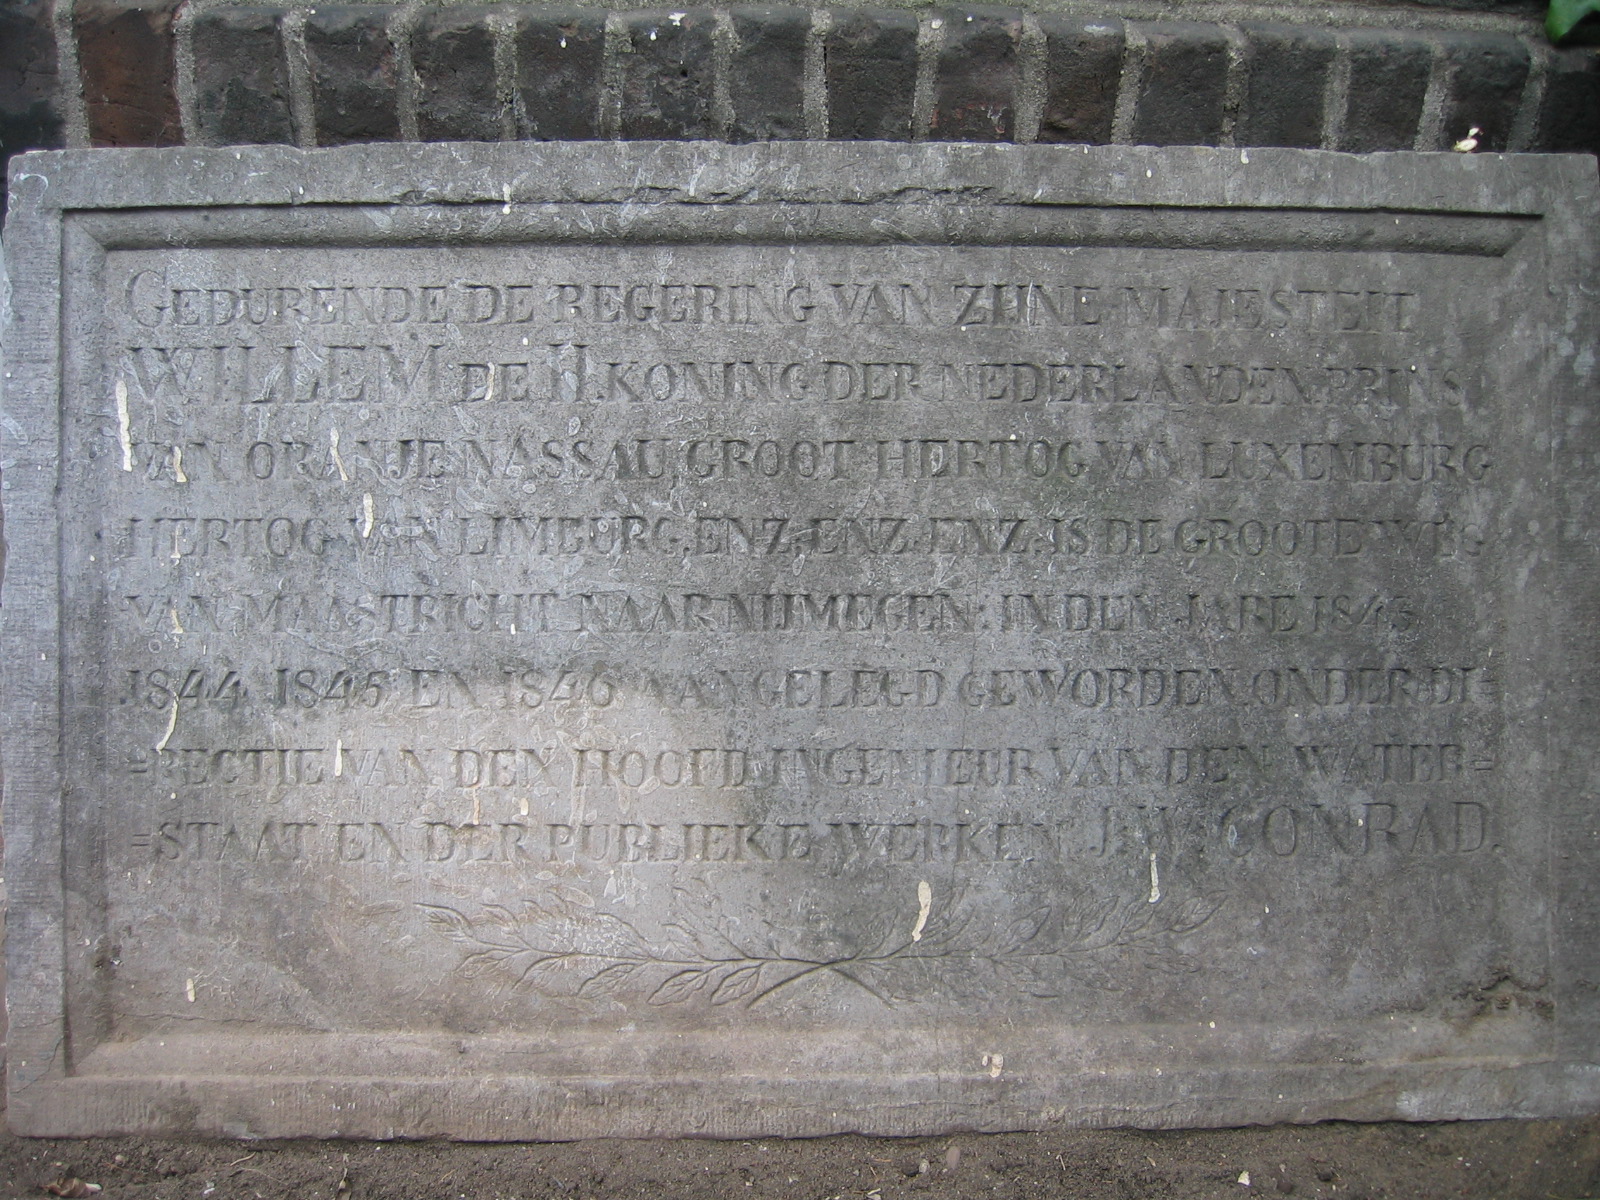 GEDURENDE DE REGERING VAN ZIJNE MAJESTEIT
WILLEM DE II. KONING DER NEDERLANDEN. PRINS
VAN ORANJE NASSAU GROOT HERTOG VAN LUXEMBURG
HERTOG VAN LIMBURG. ENZ. ENZ. ENZ. IS DE GROOTE WEG
VAN MAASTRICHT NAAR NIJMEGEN: IN DEN JARE 1843
1844 1845 EN 1846 AANGELEGD GEWORDEN. ONDER DI=
=RECTIE VAN DEN HOOFD INGENIEUR VAN DEN WATER=
=STAAT EN DER PUBLIEKE WERKEN J.W. CONRAD.